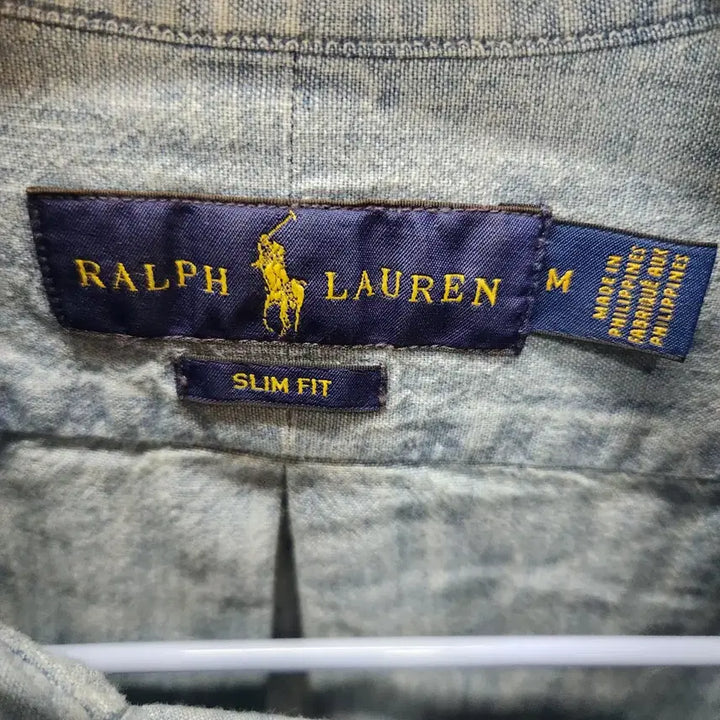 RALPH LAUREN
M
MADE IN
PHILIPPINES
FABRIQUÉ AUX
PHILIPPINES
SLIM FIT